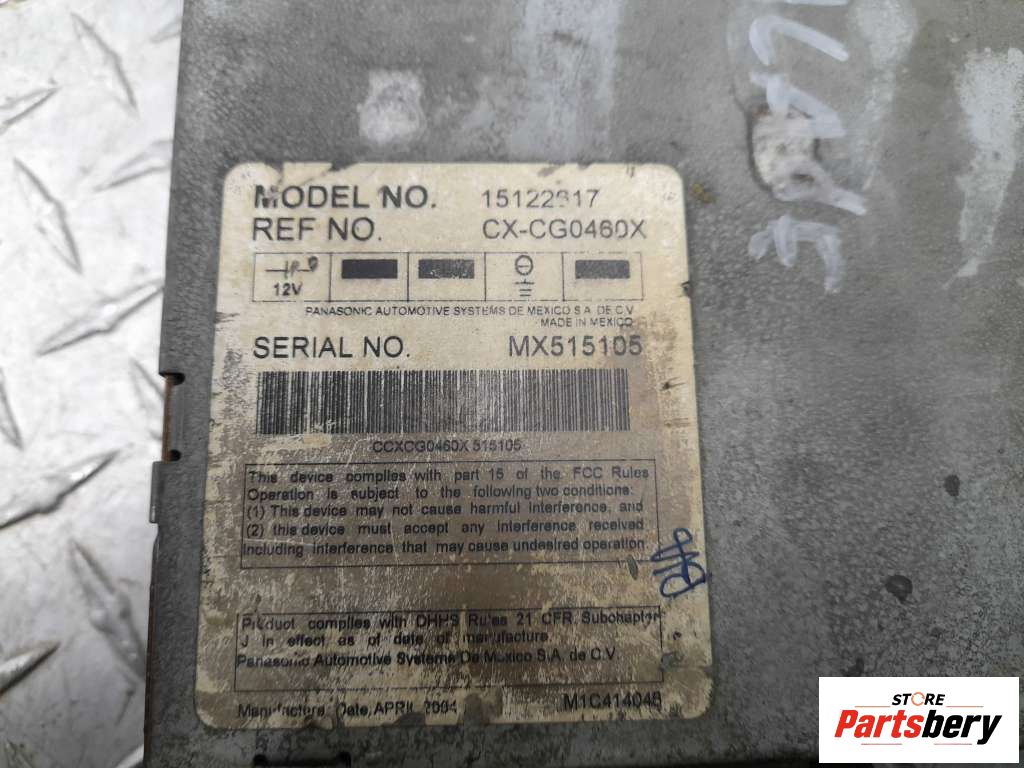 MODEL NO. 15122617
REF NO. CX-CG0460X
12V
PANASONIC AUTOMOTIVE SYSTEMS DE MEXICO S.A. DE C.V
MADE IN MEXICO
SERIAL NO. MX515105
CCXCG0460X 515105
This device complies with part 15 of the FCC Rules
Operation is subject to the following two conditions:
(1) This device may not cause harmful interference, and
(2) this device must accept any interference received
including interference that may cause undesired operation.
Product complies with DHHS Rules 21 CFR Subchapter
J in effect as of date of manufacture.
Panasonic Automotive Systems De Mexico S.A. de C.V.
Manufacture Date, APRIL 2004 M1C414048
STORE
Partsbery